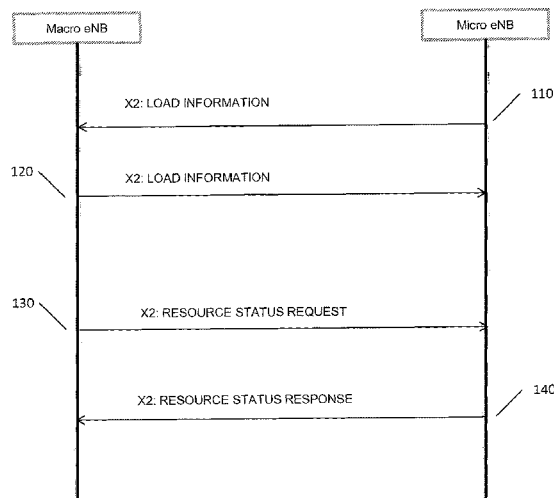 Macro eNB
Micro eNB
X2: LOAD INFORMATION
110
120
X2: LOAD INFORMATION
130
X2: RESOURCE STATUS REQUEST
X2: RESOURCE STATUS RESPONSE
140